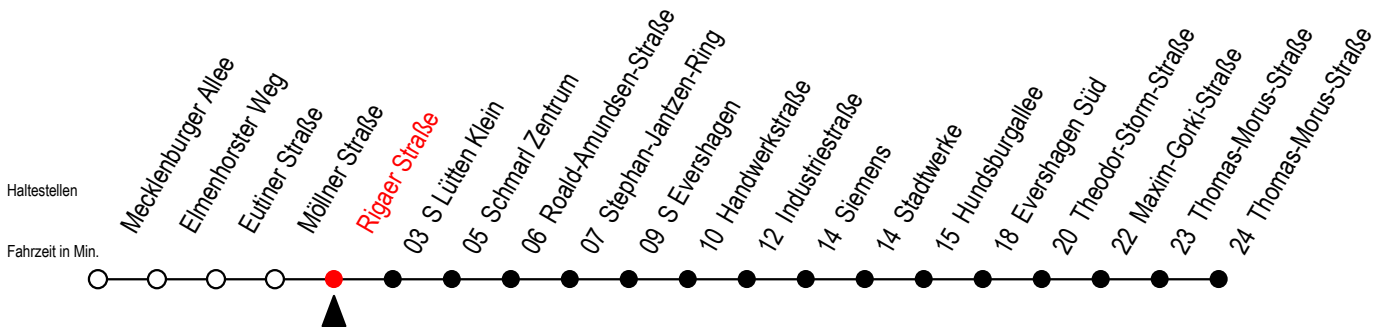 Haltestellen
Fahrzeit in Min.
Mecklenburger Allee
Elmenhorster Weg
Eutiner Straße
Möllner Straße
Rigaer Straße
03 S Lütten Klein
05 Schmarl Zentrum
06 Roald-Amundsen-Straße
07 Stephan-Jantzen-Ring
09 S Evershagen
10 Handwerkstraße
12 Industriestraße
14 Siemens
14 Stadtwerke
15 Hundsburgallee
18 Evershagen Süd
20 Theodor-Storm-Straße
22 Maxim-Gorki-Straße
23 Thomas-Morus-Straße
24 Thomas-Morus-Straße